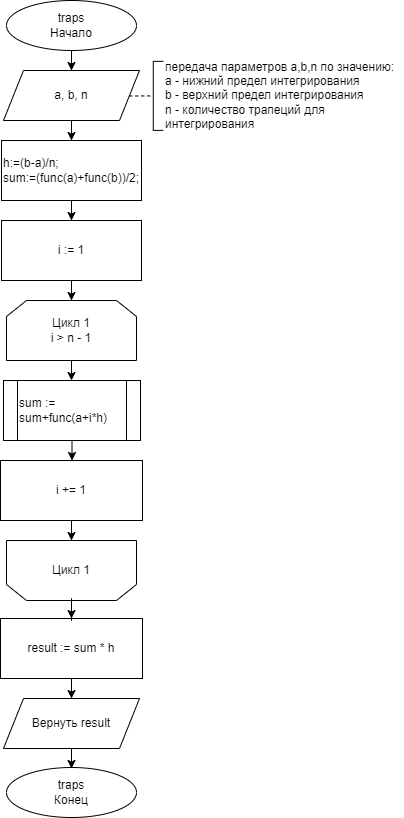 traps
Начало
a, b, n
передача параметров a,b,n по значению:
a - нижний предел интегрирования
b - верхний предел интегрирования
n - количество трапеций для
интегрирования
h:=(b-a)/n;
sum:=(func(a)+func(b))/2;
i := 1
Цикл 1
i > n - 1
sum :=
sum+func(a+i*h)
i += 1
Цикл 1
result := sum * h
Вернуть result
traps
Конец